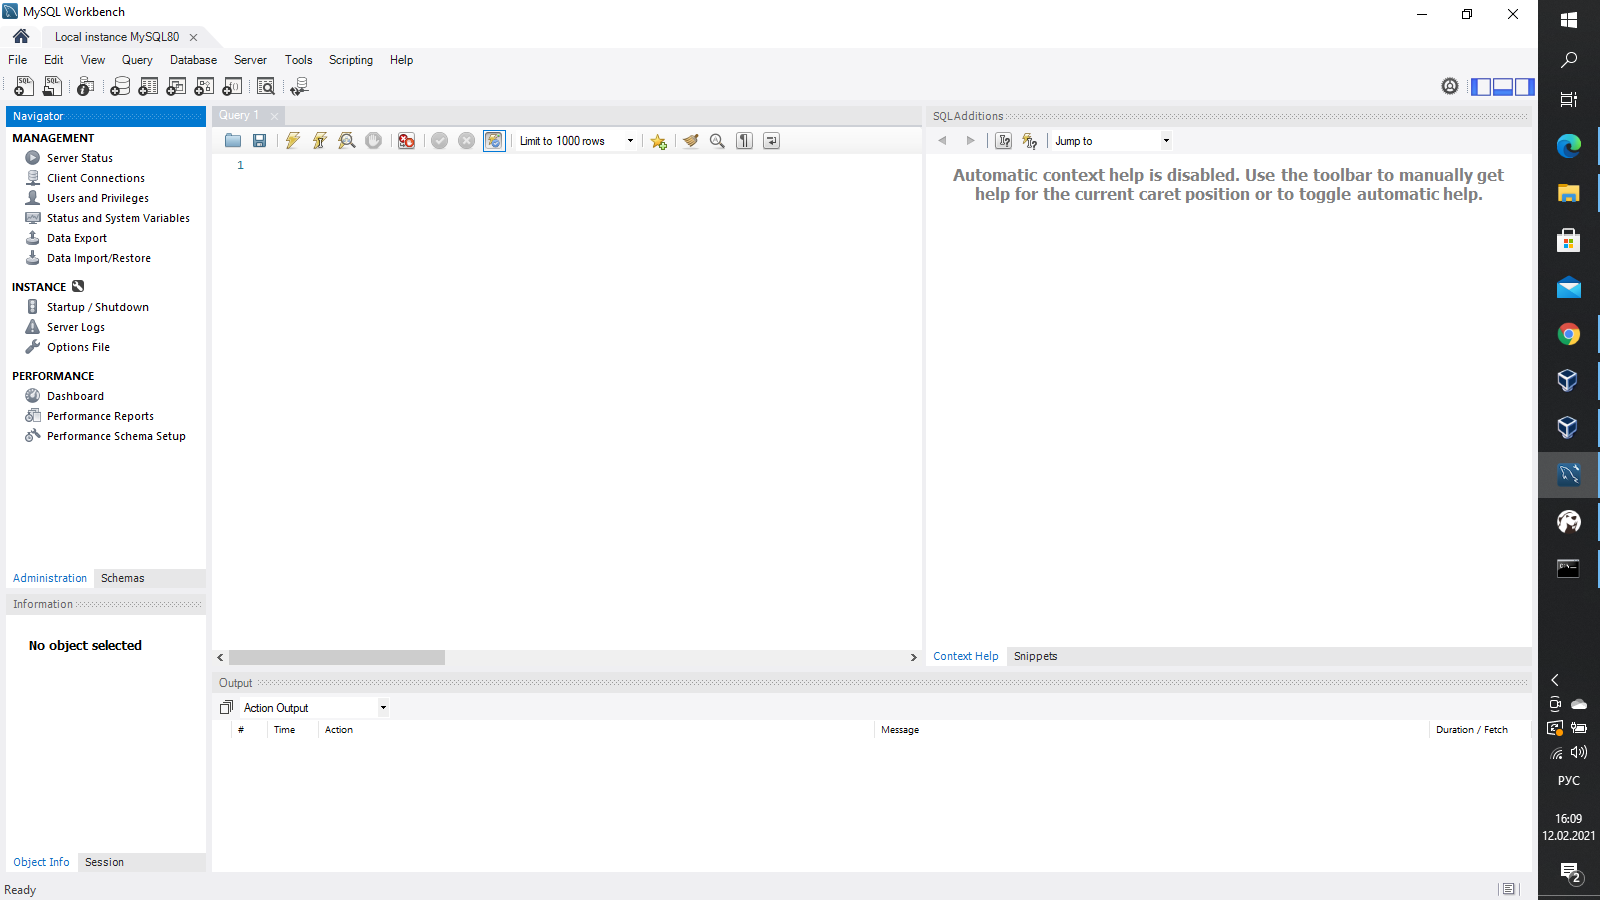 MySQL Workbench
Local instance MySQL80
File Edit View Query Database Server Tools Scripting Help
Navigator
MANAGEMENT
Server Status
Client Connections
Users and Privileges
Status and System Variables
Data Export
Data Import/Restore
INSTANCE
Startup / Shutdown
Server Logs
Options File
PERFORMANCE
Dashboard
Performance Reports
Performance Schema Setup
Administration Schemas
Information
No object selected
Object Info Session
Query 1
Limit to 1000 rows
1
SQLAdditions
Jump to
Automatic context help is disabled. Use the toolbar to manually get
help for the current caret position or to toggle automatic help.
Context Help Snippets
Output
Action Output
# Time Action Message Duration / Fetch
Ready
РУС
16:09
12.02.2021
2